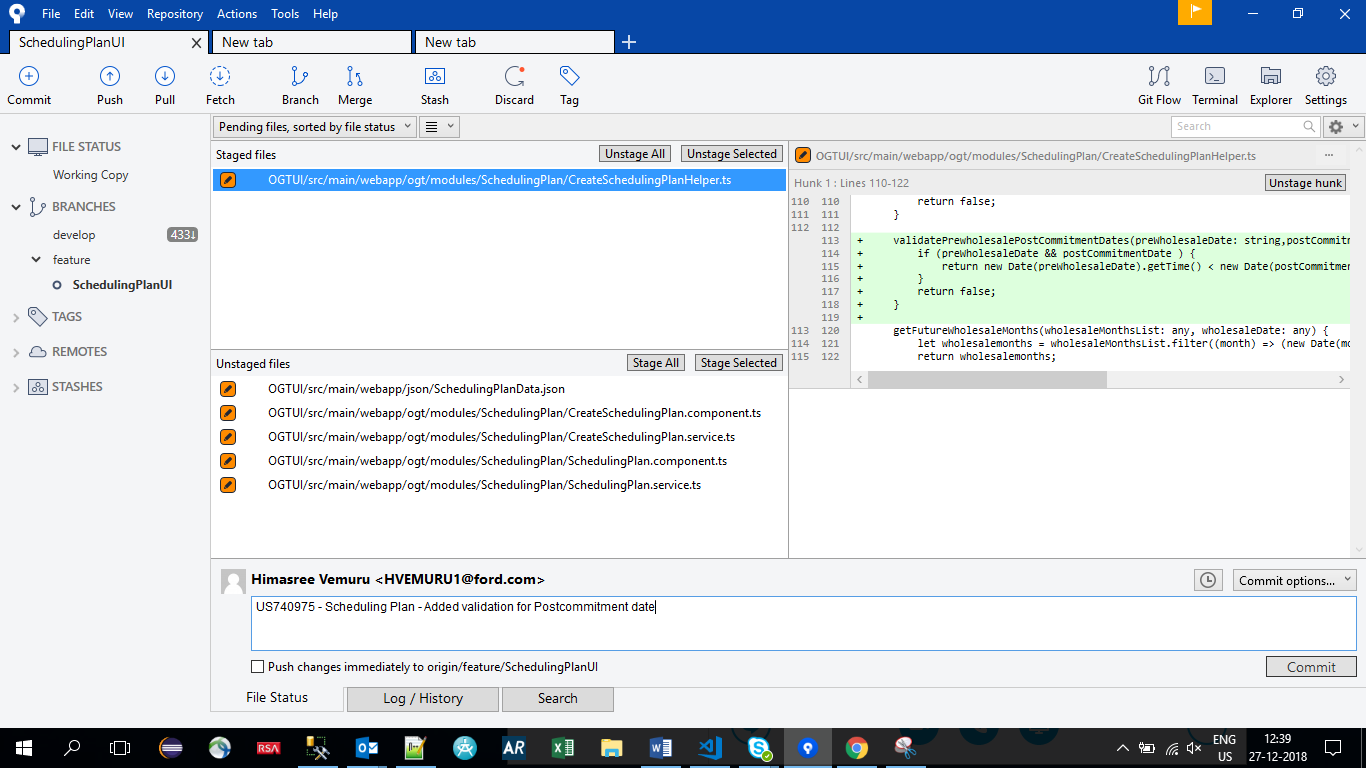 File Edit View Repository Actions Tools Help
SchedulingPlanUI New tab New tab
Commit Push Pull Fetch Branch Merge Stash Discard Tag Git Flow Terminal Explorer Settings
Pending files, sorted by file status Search
FILE STATUS
Working Copy
BRANCHES
develop 433↓
feature
SchedulingPlanUI
TAGS
REMOTES
STASHES
Staged files Unstage All Unstage Selected
OGTUI/src/main/webapp/ogt/modules/SchedulingPlan/CreateSchedulingPlanHelper.ts
Unstaged files Stage All Stage Selected
OGTUI/src/main/webapp/json/SchedulingPlanData.json
OGTUI/src/main/webapp/ogt/modules/SchedulingPlan/CreateSchedulingPlan.component.ts
OGTUI/src/main/webapp/ogt/modules/SchedulingPlan/CreateSchedulingPlan.service.ts
OGTUI/src/main/webapp/ogt/modules/SchedulingPlan/SchedulingPlan.component.ts
OGTUI/src/main/webapp/ogt/modules/SchedulingPlan/SchedulingPlan.service.ts
OGTUI/src/main/webapp/ogt/modules/SchedulingPlan/CreateSchedulingPlanHelper.ts ...
Hunk 1 : Lines 110-122 Unstage hunk
110 110 return false;
111 111 }
112 112
113 + validatePrewholesalePostCommitmentDates(preWholesaleDate: string,postCommitm
114 + if (preWholesaleDate && postCommitmentDate ) {
115 + return new Date(preWholesaleDate).getTime() < new Date(postCommitmen
116 + }
117 + return false;
118 + }
119 +
113 120 getFutureWholesaleMonths(wholesaleMonthsList: any, wholesaleDate: any) {
114 121 let wholesalemonths = wholesaleMonthsList.filter((month) => (new Date(mo
115 122 return wholesalemonths;
Himasree Vemuru <HVEMURU1@ford.com> Commit options...
US740975 - Scheduling Plan - Added validation for Postcommitment date
Push changes immediately to origin/feature/SchedulingPlanUI Commit
File Status Log / History Search
RSA AR ENG US 12:39
27-12-2018